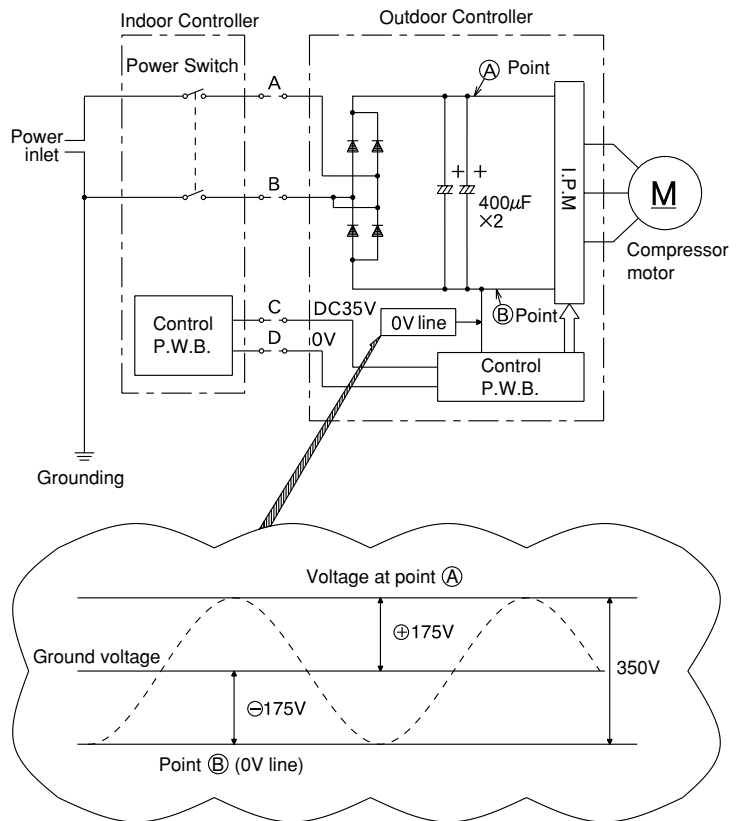 Indoor Controller
Outdoor Controller
Power Switch
A
Ⓐ Point
Power
inlet
B
+ +
400μF
×2
I.P.M
M
Compressor
motor
Ⓑ Point
C
DC35V
0V line
D
0V
Control
P.W.B.
Control
P.W.B.
Grounding
Voltage at point Ⓐ
⊕175V
Ground voltage
350V
⊖175V
Point Ⓑ (0V line)